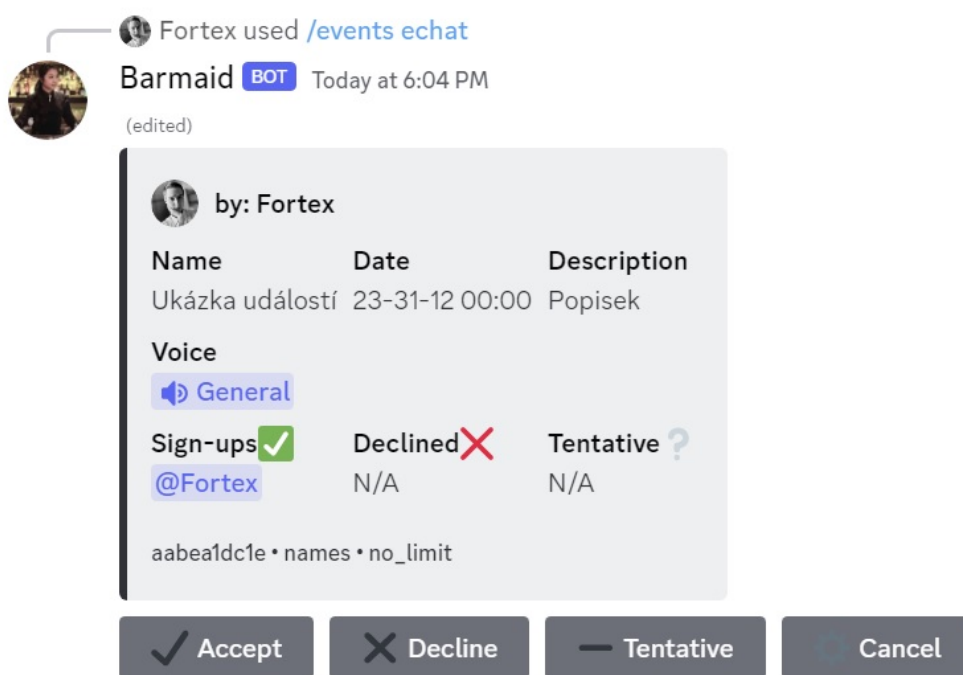 Fortex used /events echat
Barmaid BOT Today at 6:04 PM
(edited)
by: Fortex
Name Date Description
Ukázka událostí 23-31-12 00:00 Popisek
Voice
General
Sign-ups Declined Tentative
@Fortex N/A N/A
aabea1dc1e • names • no_limit
Accept Decline Tentative Cancel